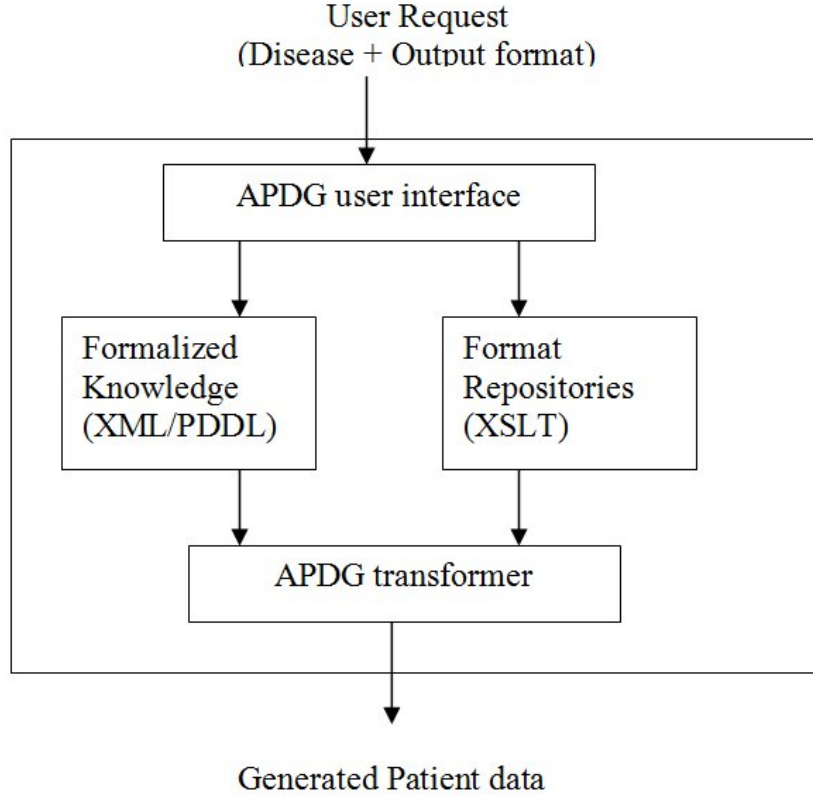 User Request
(Disease + Output format)
APDG user interface
Formalized
Knowledge
(XML/PDDL)
Format
Repositories
(XSLT)
APDG transformer
Generated Patient data